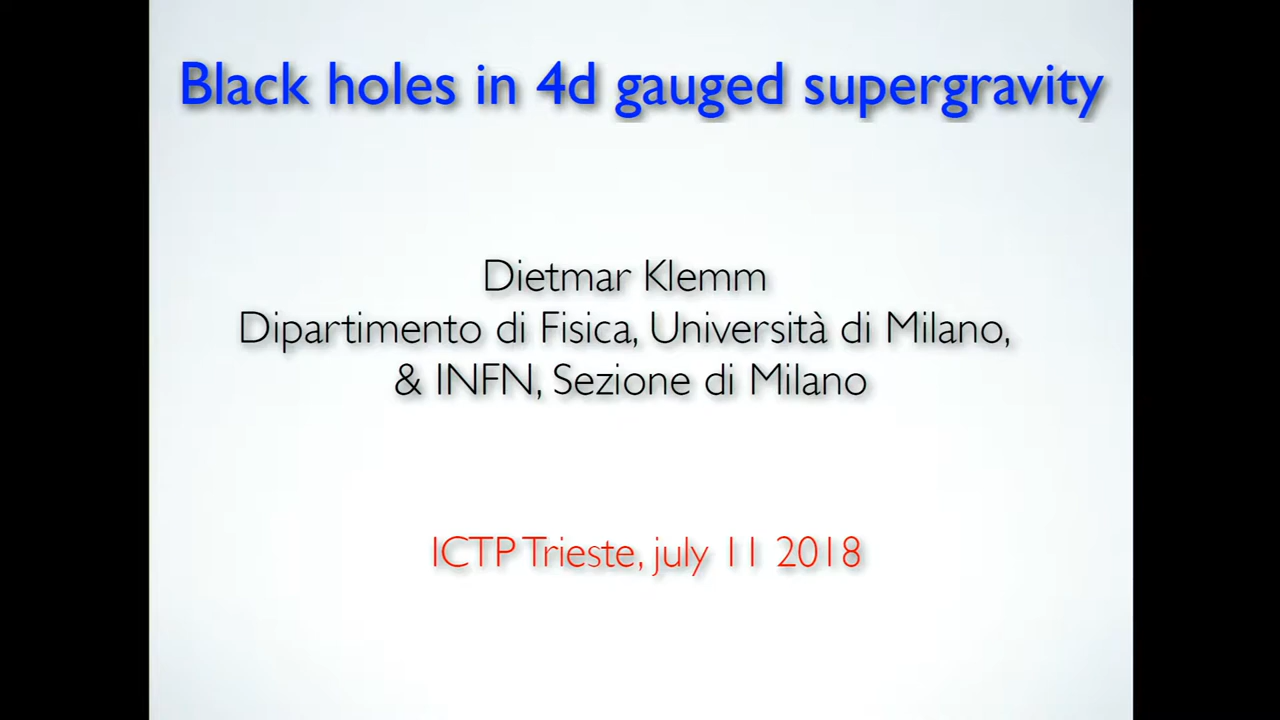 Black holes in 4d gauged supergravity
Dietmar Klemm
Dipartimento di Fisica, Università di Milano,
& INFN, Sezione di Milano
ICTP Trieste, july 11 2018